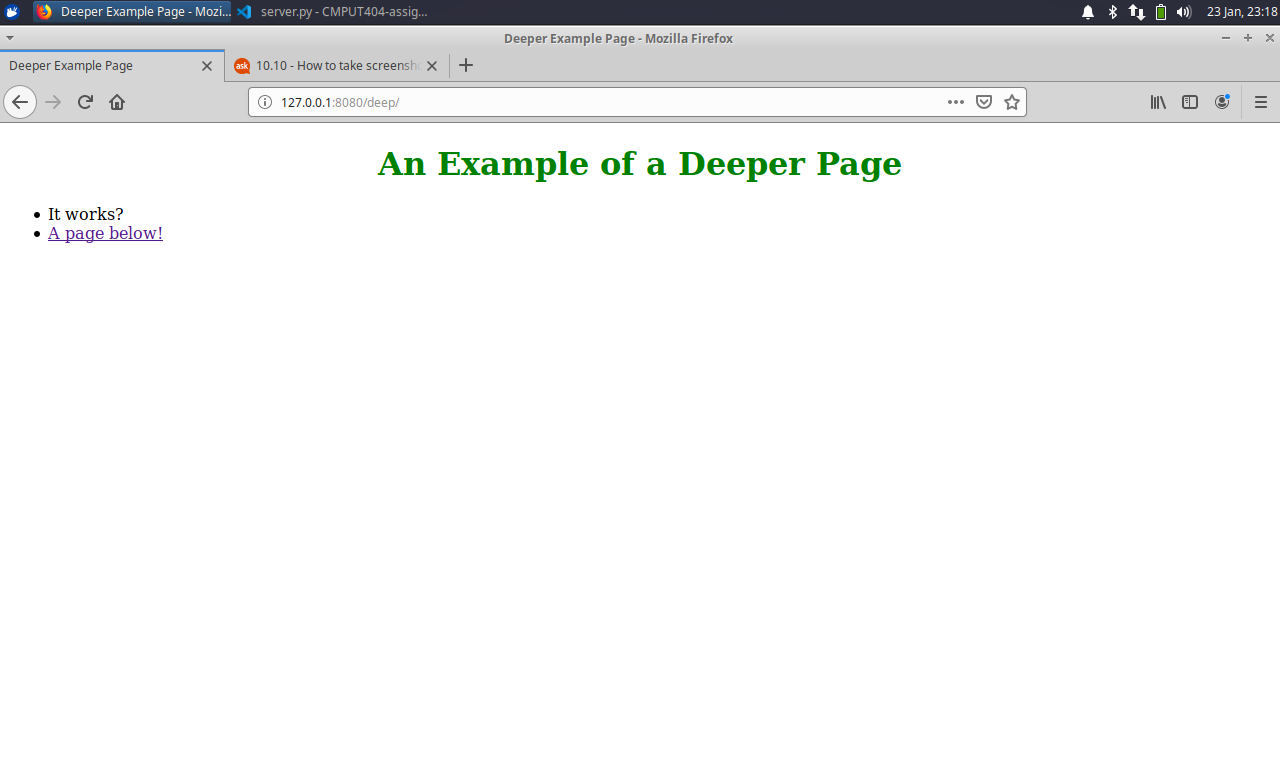 Deeper Example Page - Mozi...
server.py - CMPUT404-assig...
23 Jan, 23:18
Deeper Example Page - Mozilla Firefox
Deeper Example Page
ask
10.10 - How to take screensh
127.0.0.1:8080/deep/
An Example of a Deeper Page
• It works?
• A page below!